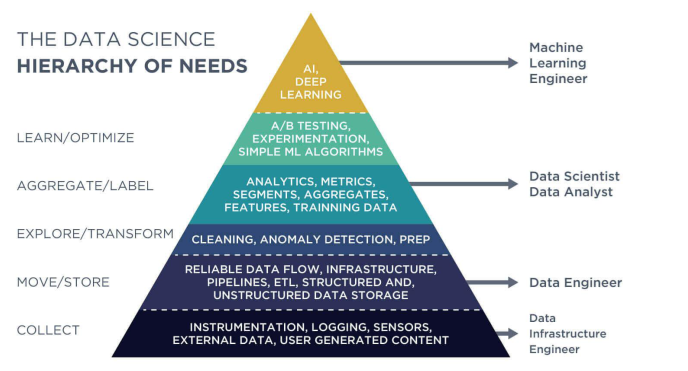 THE DATA SCIENCE
HIERARCHY OF NEEDS
AI,
DEEP
LEARNING
Machine
Learning
Engineer
LEARN/OPTIMIZE
A/B TESTING,
EXPERIMENTATION,
SIMPLE ML ALGORITHMS
AGGREGATE/LABEL
ANALYTICS, METRICS,
SEGMENTS, AGGREGATES,
FEATURES, TRAINNING DATA
Data Scientist
Data Analyst
EXPLORE/TRANSFORM
CLEANING, ANOMALY DETECTION, PREP
MOVE/STORE
RELIABLE DATA FLOW, INFRASTRUCTURE,
PIPELINES, ETL, STRUCTURED AND,
UNSTRUCTURED DATA STORAGE
Data Engineer
COLLECT
INSTRUMENTATION, LOGGING, SENSORS,
EXTERNAL DATA, USER GENERATED CONTENT
Data
Infrastructure
Engineer